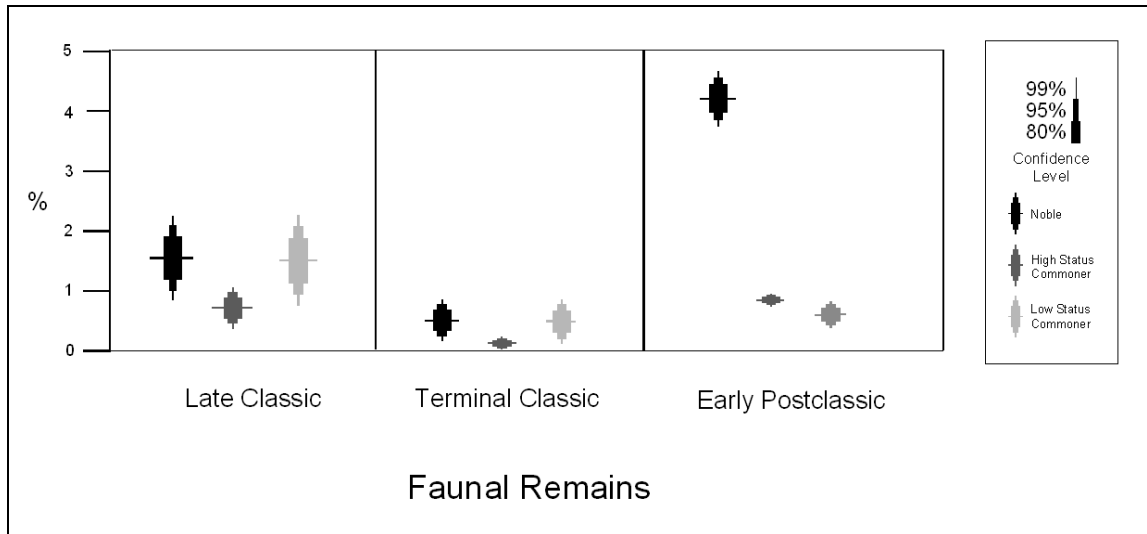 5
4
3
%
2
1
0
Late Classic
Terminal Classic
Early Postclassic
Faunal Remains
99%
95%
80%
Confidence
Level
Noble
High Status
Commoner
Low Status
Commoner